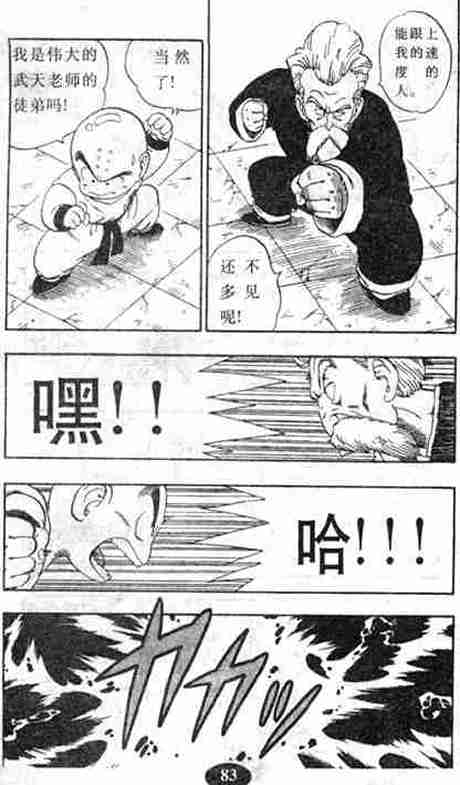 能跟上
我的速
度的
人。
还不
多见
呢!
当然
了!
我是伟大的
武天老师的
徒弟吗!
嘿!!
哈!!!
カカッ
83